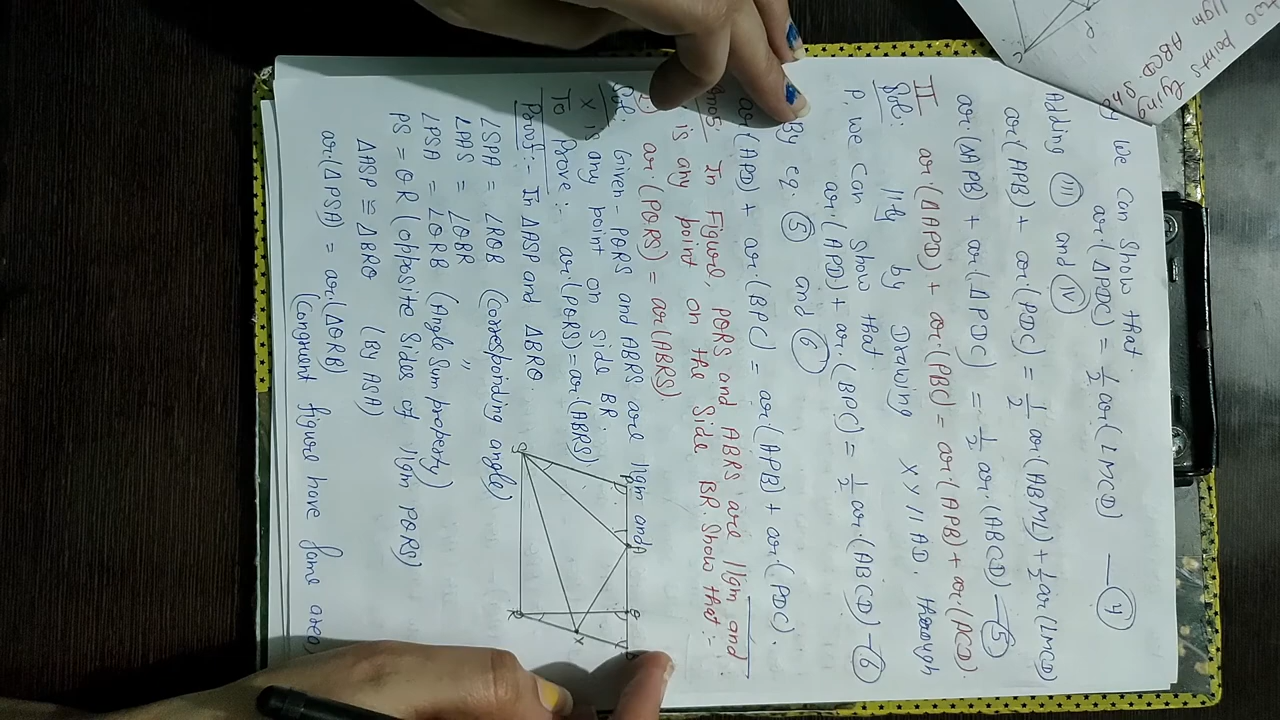 We can show that
ar.(ΔPDC) = 1/2 ar(LMCD) —(4)
Adding (III) and (IV)
ar(APB) + ar(PDC) = 1/2 ar(ABML) + 1/2 ar(LMCD)
ar(ΔAPB) + ar(ΔPDC) = 1/2 ar(ABCD) —(5)
II ar(ΔAPD) + ar(PBC) = ar(APB) + ar(PCD).
Sol: ||ly by Drawing XY || AD, thorough
P, we can show that
ar(APD) + ar.(BPC) = 1/2 ar.(ABCD) —(6)
By eq. (5) and (6)
ar(APD) + ar.(BPC) = ar(APB) + ar(PDC).
In Figure, PQRS and ABRS are ||gm and
is any point on the side BR. Show that :-
ar(PQRS) = ar(ABRS).
Sol. Given - PQRS and ABRS are ||gm and
X is any point on side BR.
To Prove :- ar(PQRS) = ar(ABRS)
Proof :- In ΔASP and ΔBRQ.
∠SPA = ∠RQB (corresponding angle)
∠PAS = ∠QBR "
∠PSA = ∠QRB (Angle Sum property)
PS = QR (opposite sides of ||gm PQRS)
ΔASP ≅ ΔBRQ (By ASA)
ar(ΔPSA) = ar.(ΔQRB)
(Congruent figure have same area,
S
P
A
R
Q
X
B
two
points lying
||gm ABCD.
C